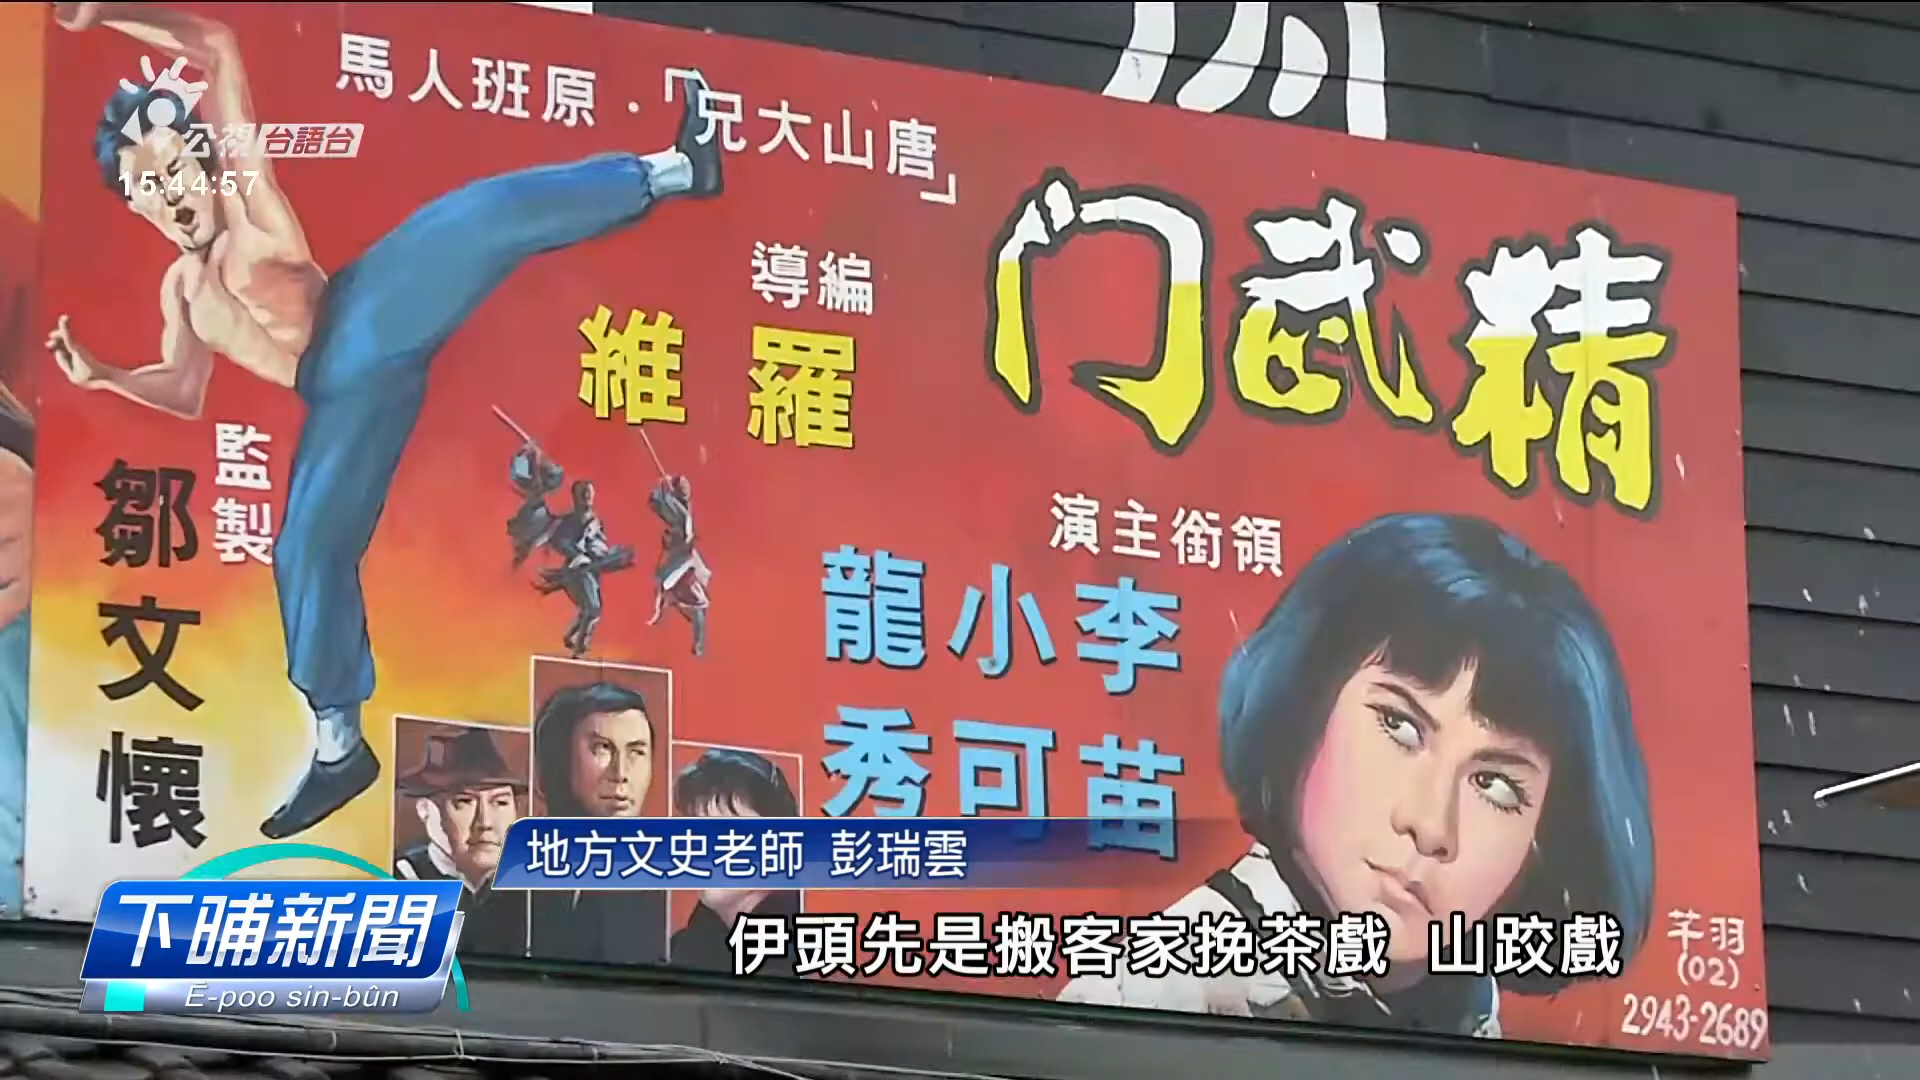 公視台語台
15:44:57
「唐山大兄」．原班人馬
精武门
編導
羅維
領銜主演
李小龍
苗可秀
監製
鄒文懷
芊羽
(02)
2943-2689
地方文史老師 彭瑞雲
伊頭先是搬客家挽茶戲 山跤戲
下晡新聞
Ē-poo sin-bûn